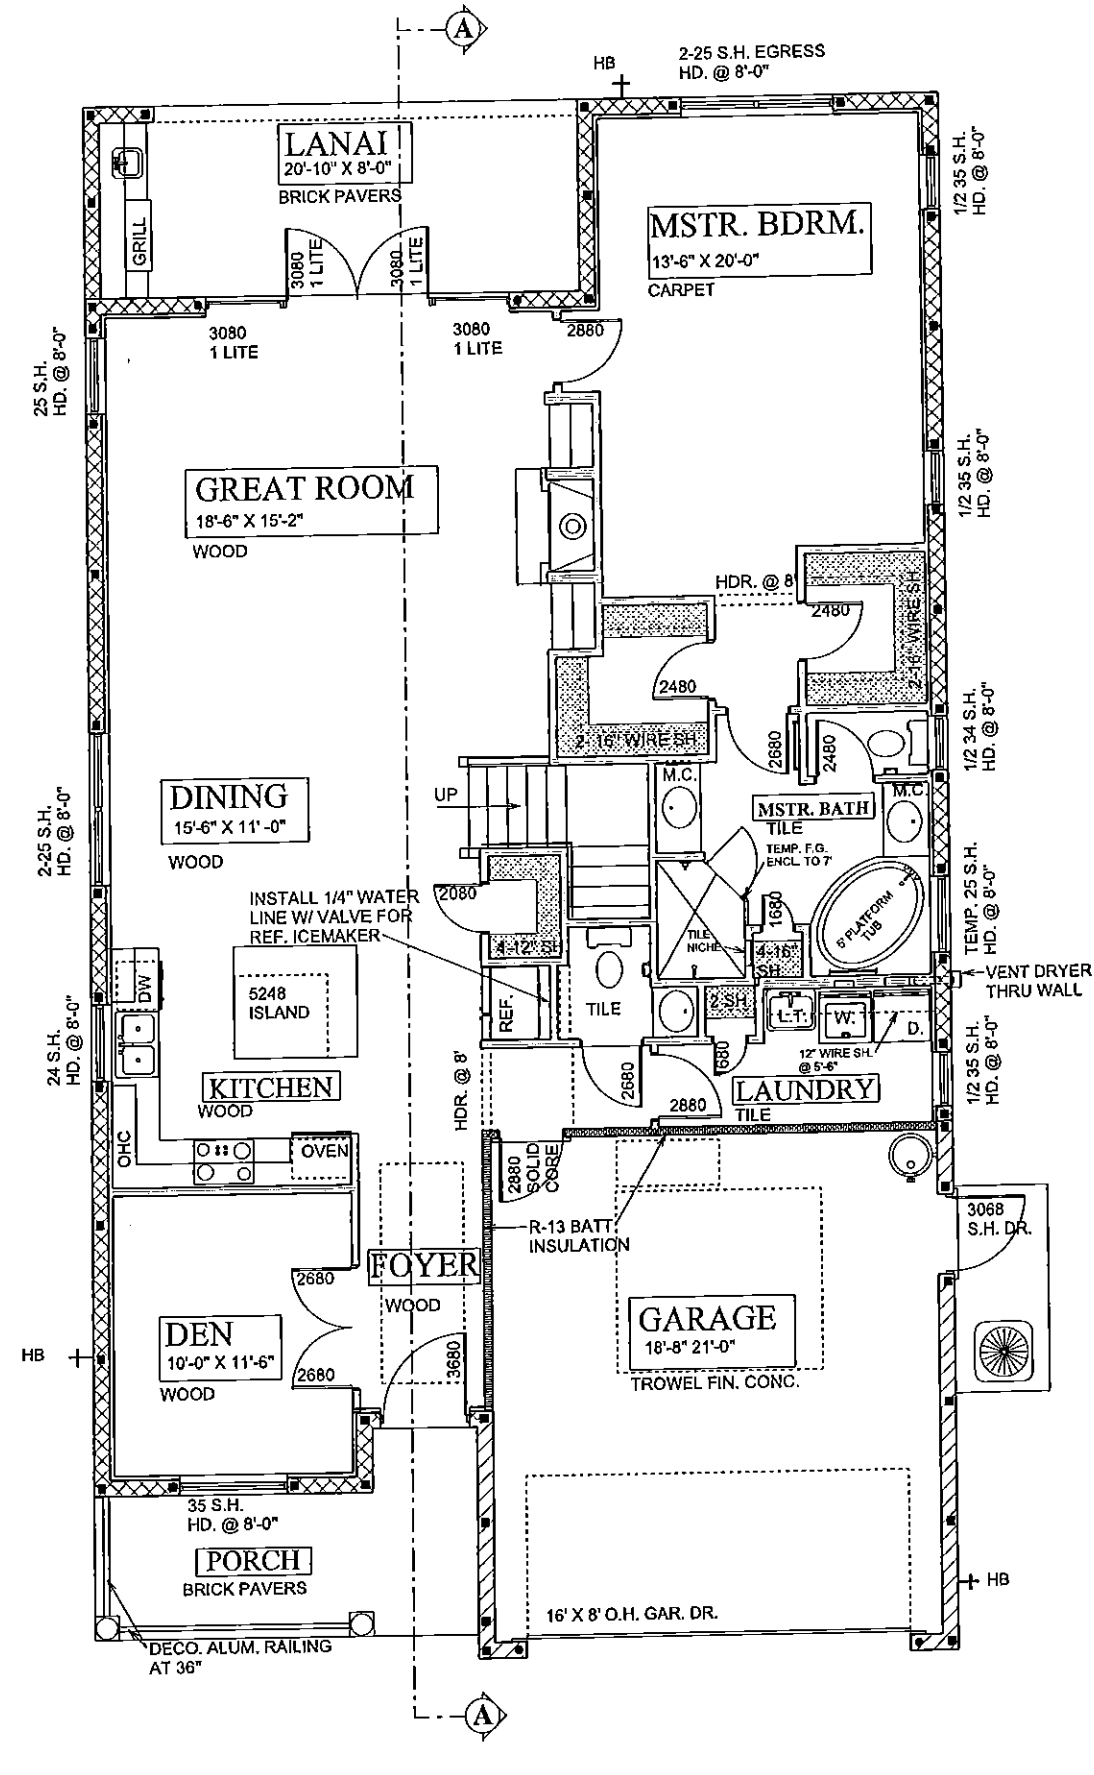 A
2-25 S.H. EGRESS
HD. @ 8'-0"
HB
LANAI
20'-10" X 8'-0"
BRICK PAVERS
GRILL
3080
1 LITE
3080
1 LITE
3080
1 LITE
3080
1 LITE
MSTR. BDRM.
13'-6" X 20'-0"
CARPET
1/2 35 S.H.
HD. @ 8'-0"
2880
25 S.H.
HD. @ 8'-0"
GREAT ROOM
18'-6" X 15'-2"
WOOD
1/2 35 S.H.
HD. @ 8'-0"
HDR. @ 8'
2480
2-16" WIRE SH
2480
2- 16" WIRE SH
2680
2480
1/2 34 S.H.
HD. @ 8'-0"
M.C.
M.C.
UP
DINING
15'-6" X 11' -0"
WOOD
2-25 S.H.
HD. @ 8'-0"
MSTR. BATH
TILE
TEMP. F.G.
ENCL. TO 7'
INSTALL 1/4" WATER
LINE W/ VALVE FOR
REF. ICEMAKER
2080
4-12" SH
1680
5' PLATFORM
TUB
TEMP. 25 S.H.
HD. @ 8'-0"
TILE
NICHE
4-16"
SH
VENT DRYER
THRU WALL
DW
5248
ISLAND
REF.
TILE
2 SH
L.T.
W.
D.
12" WIRE SH.
@ 5'-6"
24 S.H.
HD. @ 8'-0"
KITCHEN
WOOD
HDR. @ 8'
2680
1680
2880
LAUNDRY
TILE
1/2 35 S.H.
HD. @ 8'-0"
OHC
OVEN
2880
SOLID
CORE
R-13 BATT
INSULATION
3068
S.H. DR.
FOYER
WOOD
2680
2680
3680
DEN
10'-0" X 11'-6"
WOOD
HB
GARAGE
18'-8" 21'-0"
TROWEL FIN. CONC.
35 S.H.
HD. @ 8'-0"
PORCH
BRICK PAVERS
HB
16' X 8' O.H. GAR. DR.
DECO. ALUM. RAILING
AT 36"
A